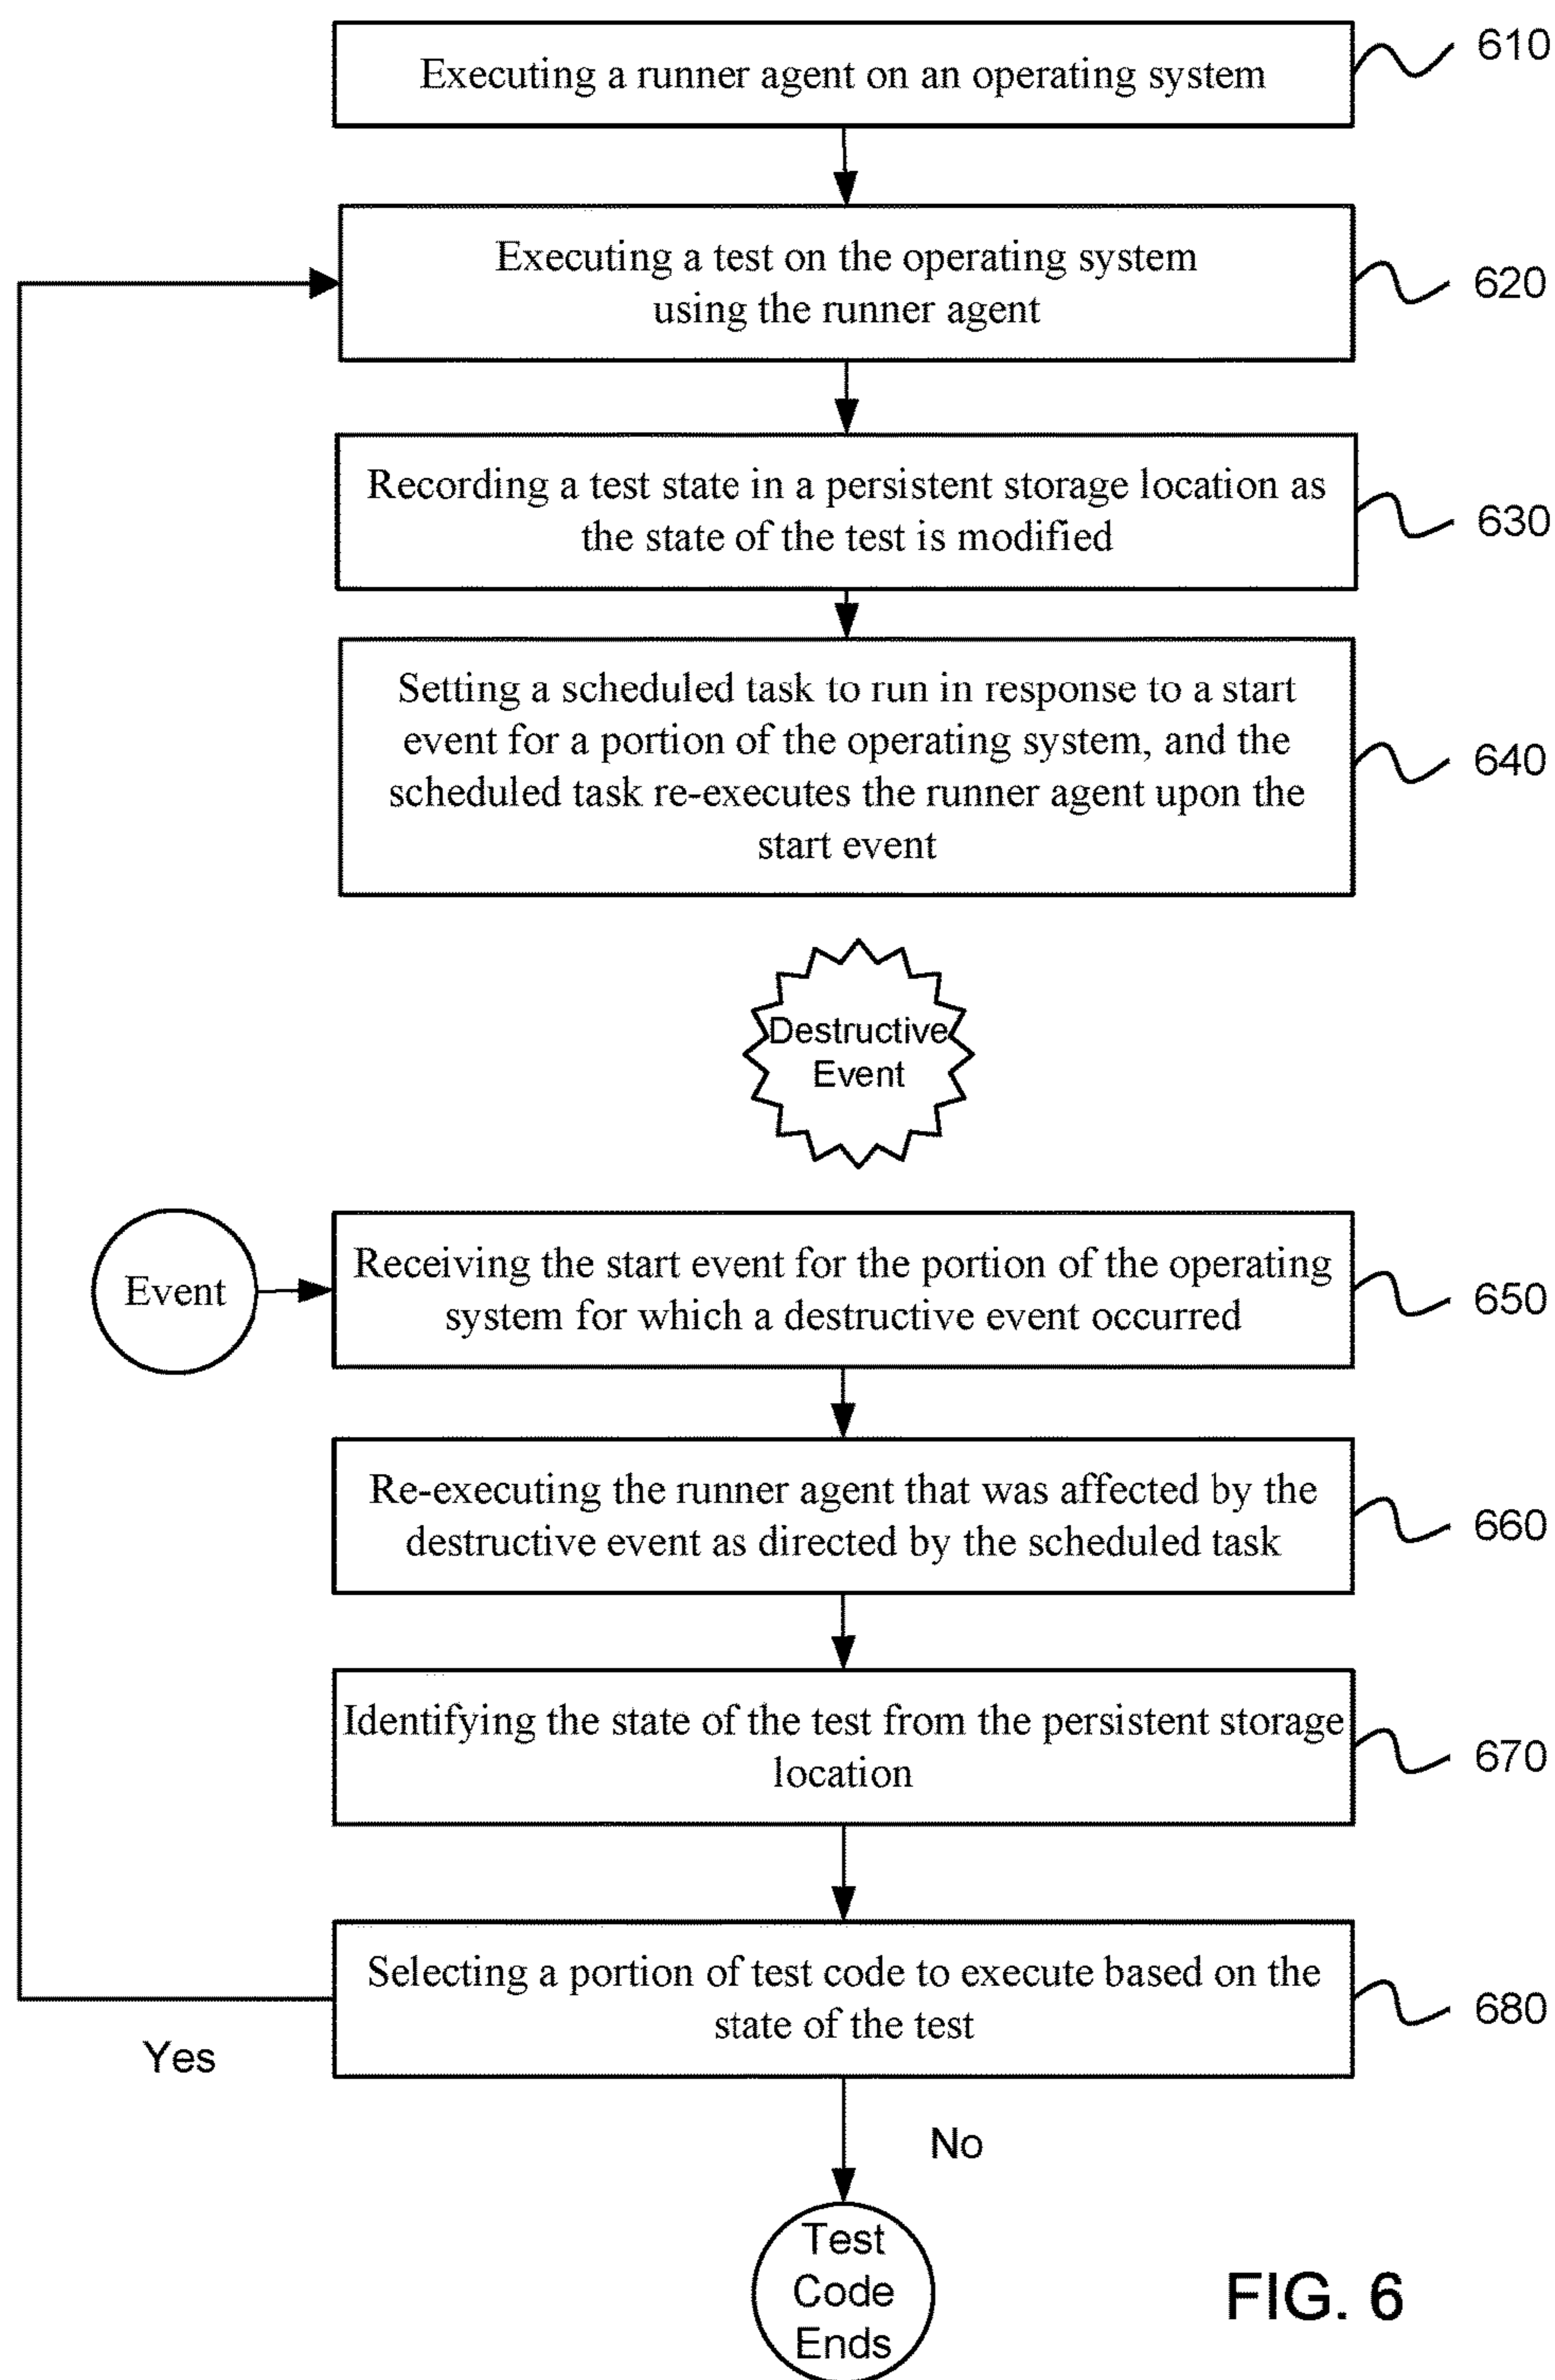 Executing a runner agent on an operating system
610
Executing a test on the operating system
using the runner agent
620
Recording a test state in a persistent storage location as
the state of the test is modified
630
Setting a scheduled task to run in response to a start
event for a portion of the operating system, and the
scheduled task re-executes the runner agent upon the
start event
640
Destructive
Event
Event
Receiving the start event for the portion of the operating
system for which a destructive event occurred
650
Re-executing the runner agent that was affected by the
destructive event as directed by the scheduled task
660
Identifying the state of the test from the persistent storage
location
670
Selecting a portion of test code to execute based on the
state of the test
680
Yes
No
Test
Code
Ends
FIG. 6